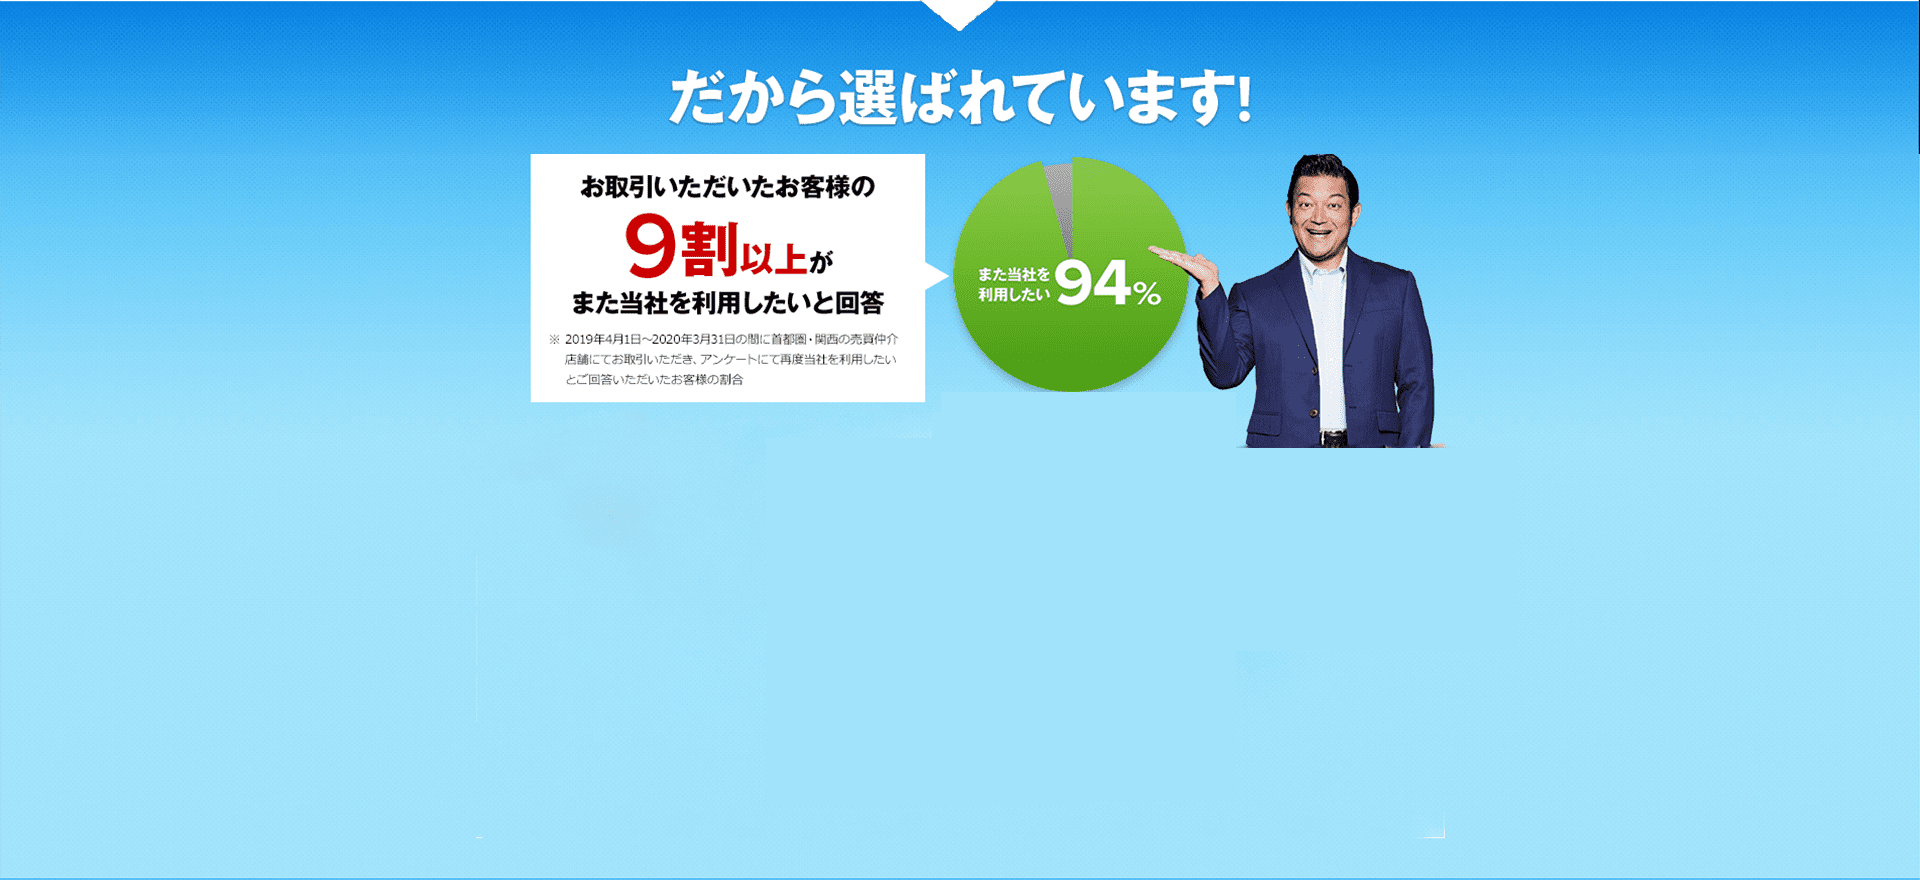 だから選ばれています!
お取引いただいたお客様の
9割以上が
また当社を利用したいと回答
※ 2019年4月1日～2020年3月31日の間に首都圏・関西の売買仲介
店舗にてお取引いただき、アンケートにて再度当社を利用したい
とご回答いただいたお客様の割合
また当社を
利用したい
94%